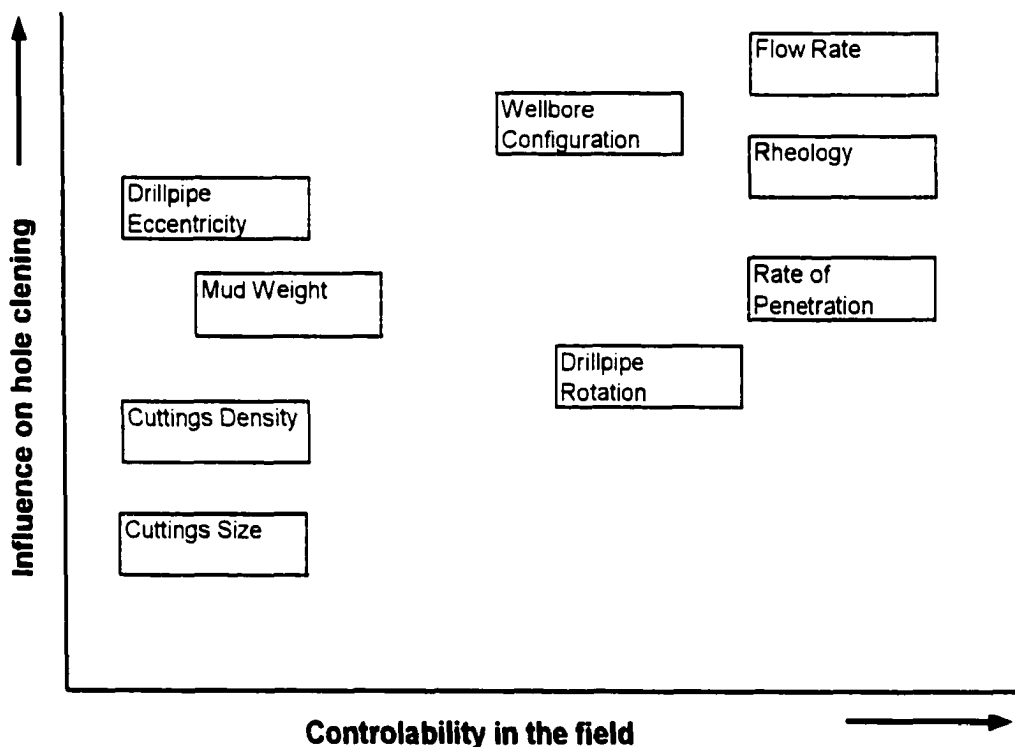 Flow Rate
Wellbore
Configuration
Rheology
Drillpipe
Eccentricity
Rate of
Penetration
Mud Weight
Drillpipe
Rotation
Cuttings Density
Cuttings Size
Influence on hole clening
Controlability in the field